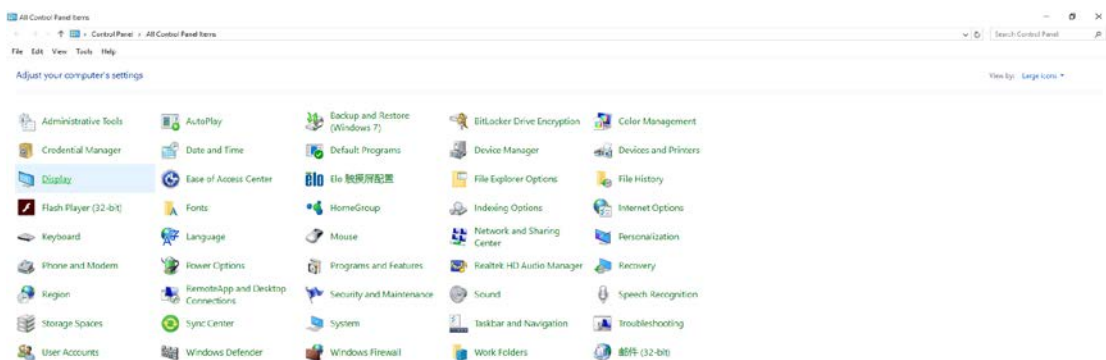 All Control Panel Items
Control Panel › All Control Panel Items
Search Control Panel
File Edit View Tools Help
Adjust your computer's settings
View by: Large icons
Administrative Tools
AutoPlay
Backup and Restore
(Windows 7)
BitLocker Drive Encryption
Color Management
Credential Manager
Date and Time
Default Programs
Device Manager
Devices and Printers
Display
Ease of Access Center
elo
Elo 触摸屏配置
File Explorer Options
File History
Flash Player (32-bit)
Fonts
HomeGroup
Indexing Options
Internet Options
Keyboard
Language
Mouse
Network and Sharing
Center
Personalization
Phone and Modem
Power Options
Programs and Features
Realtek HD Audio Manager
Recovery
Region
RemoteApp and Desktop
Connections
Security and Maintenance
Sound
Speech Recognition
Storage Spaces
Sync Center
System
Taskbar and Navigation
Troubleshooting
User Accounts
Windows Defender
Windows Firewall
Work Folders
邮件 (32-bit)